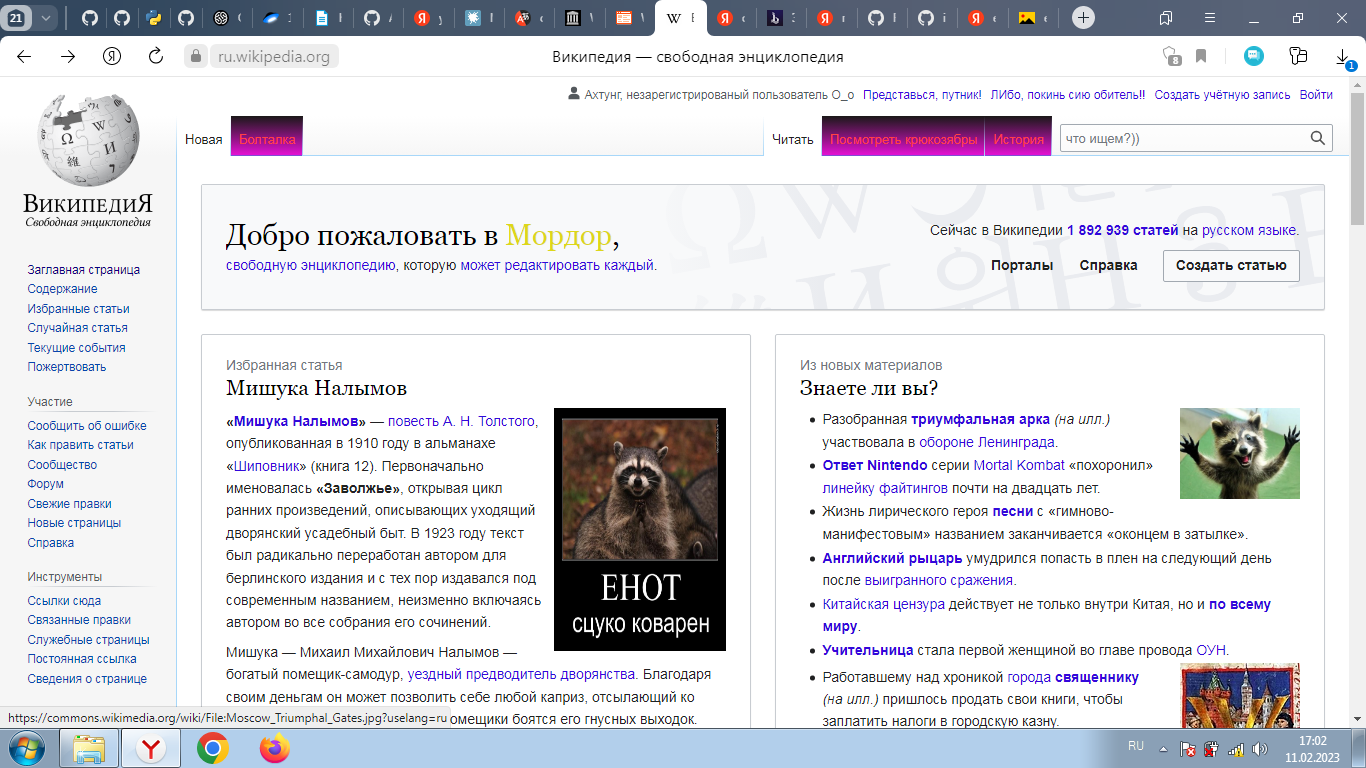 21
ru.wikipedia.org
Википедия — свободная энциклопедия
8
1
Ахтунг, незарегистрированый пользователь O_o Представься, путник! ЛИбо, покинь сию обитель!! Создать учётную запись Войти
ВИКИПЕДИЯ
Свободная энциклопедия
Новая Болталка Читать Посмотреть крюкозябры История что ищем?))
Добро пожаловать в Мордор,
свободную энциклопедию, которую может редактировать каждый.
Сейчас в Википедии 1 892 939 статей на русском языке.
Порталы Справка Создать статью
Заглавная страница
Содержание
Избранные статьи
Случайная статья
Текущие события
Пожертвовать
Участие
Сообщить об ошибке
Как править статьи
Сообщество
Форум
Свежие правки
Новые страницы
Справка
Инструменты
Ссылки сюда
Связанные правки
Служебные страницы
Постоянная ссылка
Сведения о странице
Избранная статья
Мишука Налымов
«Мишука Налымов» — повесть А. Н. Толстого,
опубликованная в 1910 году в альманахе
«Шиповник» (книга 12). Первоначально
именовалась «Заволжье», открывая цикл
ранних произведений, описывающих уходящий
дворянский усадебный быт. В 1923 году текст
был радикально переработан автором для
берлинского издания и с тех пор издавался под
современным названием, неизменно включаясь
автором во все собрания его сочинений.
ЕНОТ
сцуко коварен
Мишука — Михаил Михайлович Налымов —
богатый помещик-самодур, уездный предводитель дворянства. Благодаря
своим деньгам он может позволить себе любой каприз, отсылающий ко
омещики боятся его гнусных выходок.
Из новых материалов
Знаете ли вы?
Разобранная триумфальная арка (на илл.)
участвовала в обороне Ленинграда.
Ответ Nintendo серии Mortal Kombat «похоронил»
линейку файтингов почти на двадцать лет.
Жизнь лирического героя песни с «гимново-
манифестовым» названием заканчивается «оконцем в затылке».
Английский рыцарь умудрился попасть в плен на следующий день
после выигранного сражения.
Китайская цензура действует не только внутри Китая, но и по всему
миру.
Учительница стала первой женщиной во главе провода ОУН.
Работавшему над хроникой города священнику
(на илл.) пришлось продать свои книги, чтобы
заплатить налоги в городскую казну.
https://commons.wikimedia.org/wiki/File:Moscow_Triumphal_Gates.jpg?uselang=ru
RU
17:02
11.02.2023